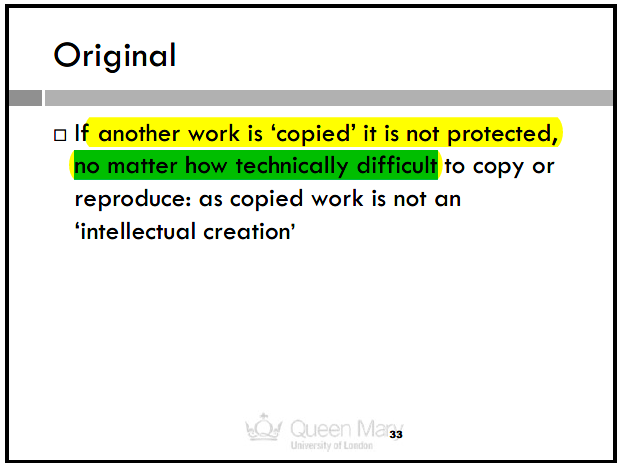 Original
If another work is ‘copied’ it is not protected,
no matter how technically difficult to copy or
reproduce: as copied work is not an
‘intellectual creation’
Queen Mary
University of London
33